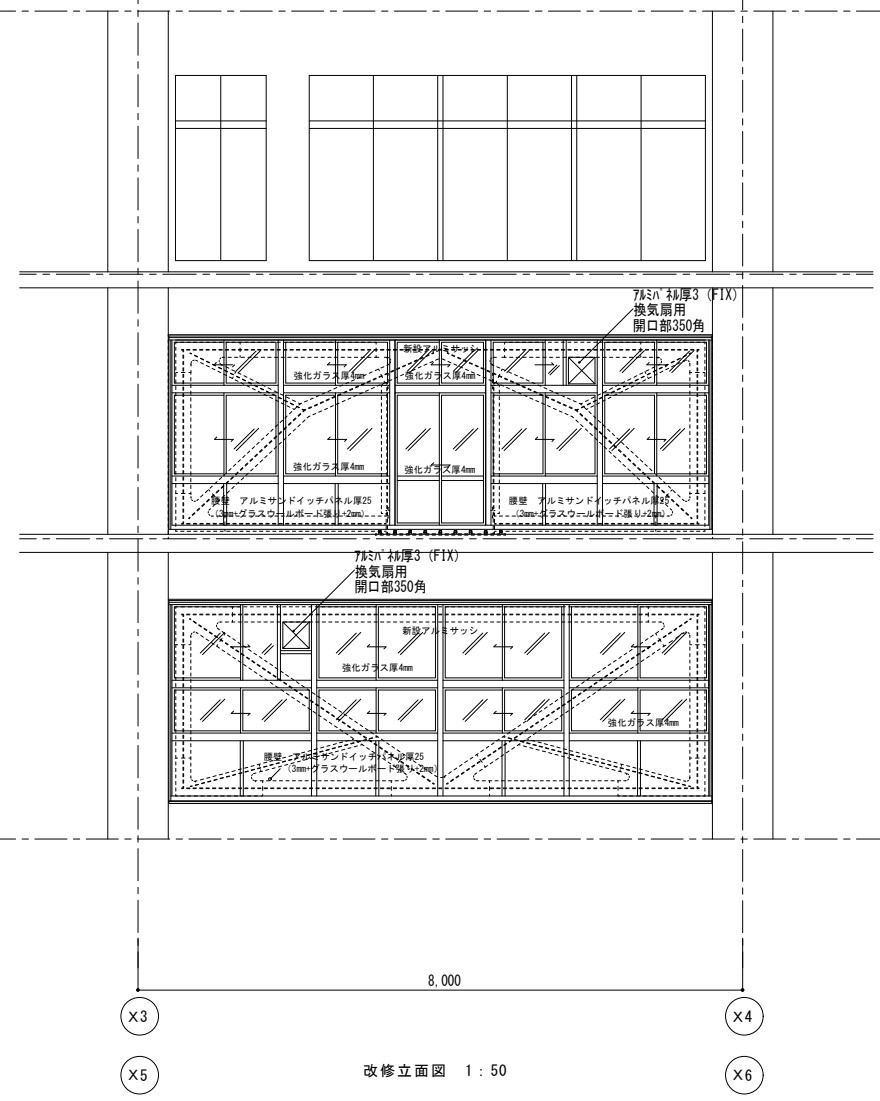 アルミパネル厚3 (FIX)
換気扇用
開口部350角
新設アルミサッシ
強化ガラス厚4mm
強化ガラス厚4mm
強化ガラス厚4mm
強化ガラス厚4mm
腰壁 アルミサンドイッチパネル厚25
(3mm+グラスウールボード張り+2mm)
腰壁 アルミサンドイッチパネル厚25
(3mm+グラスウールボード張り+2mm)
アルミパネル厚3 (FIX)
換気扇用
開口部350角
新設アルミサッシ
強化ガラス厚4mm
強化ガラス厚4mm
腰壁 アルミサンドイッチパネル厚25
(3mm+グラスウールボード張り+2mm)
8,000
X3
X4
X5
改修立面図 1:50
X6